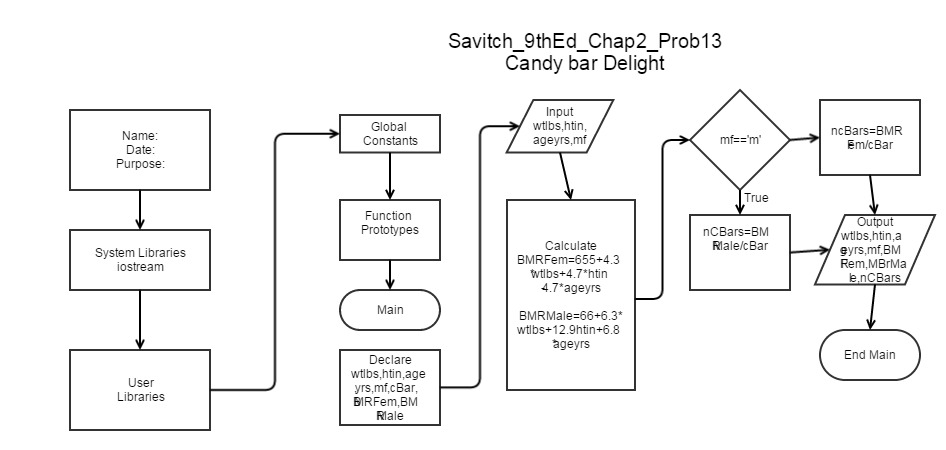 Savitch_9thEd_Chap2_Prob13
Candy bar Delight
Name:
Date:
Purpose:
System Libraries
iostream
User
Libraries
Global
Constants
Function
Prototypes
Main
Declare
wtlbs,htin,age
yrs,mf,cBar,
BMRFem,BM
RMale
Input
wtlbs,htin,
ageyrs,mf
Calculate
BMRFem=655+4.3
*wtlbs+4.7*htin
-4.7*ageyrs
BMRMale=66+6.3*
wtlbs+12.9htin+6.8
*ageyrs
mf=='m'
True
nCBars=BM
RMale/cBar
ncBars=BMR
Fem/cBar
Output
wtlbs,htin,a
geyrs,mf,BM
RFem,MBrMa
le,nCBars
End Main